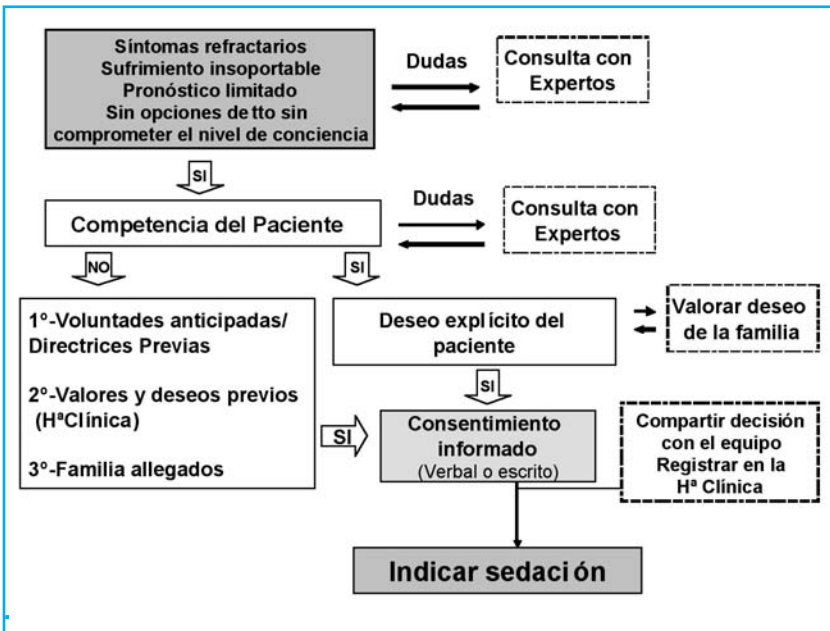 Síntomas refractarios
Sufrimiento insoportable
Pronóstico limitado
Sin opciones de tto sin
comprometer el nivel de conciencia
Dudas
Consulta con
Expertos
SI
Competencia del Paciente
Dudas
Consulta con
Expertos
NO
SI
1º-Voluntades anticipadas/
Directrices Previas
2º-Valores y deseos previos
(HªClínica)
3º-Familia allegados
Deseo explícito del
paciente
Valorar deseo
de la familia
SI
SI
Consentimiento
informado
(Verbal o escrito)
Compartir decisión
con el equipo
Registrar en la
Hª Clínica
Indicar sedación